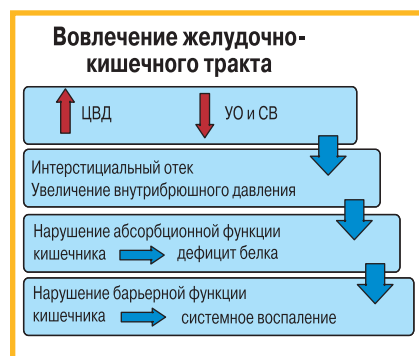 Вовлечение желудочно-
кишечного тракта
ЦВД УО и СВ
Интерстициальный отек
Увеличение внутрибрюшного давления
Нарушение абсорбционной функции
кишечника дефицит белка
Нарушение барьерной функции
кишечника системное воспаление